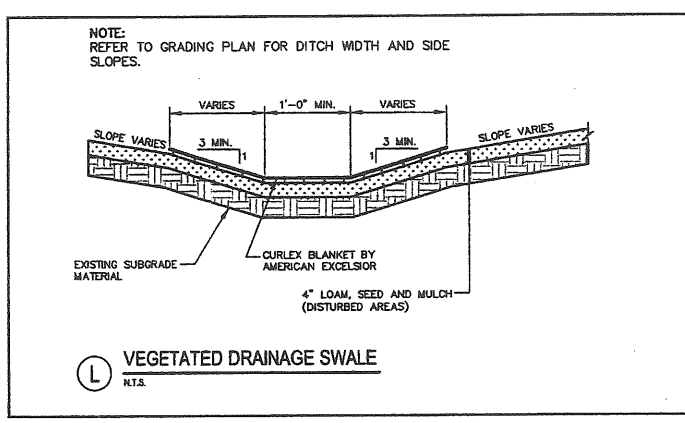 NOTE:
REFER TO GRADING PLAN FOR DITCH WIDTH AND SIDE
SLOPES.
VARIES
1'-0" MIN.
VARIES
SLOPE VARIES
3 MIN.
1
3 MIN.
1
SLOPE VARIES
EXISTING SUBGRADE
MATERIAL
CURLEX BLANKET BY
AMERICAN EXCELSIOR
4" LOAM, SEED AND MULCH
(DISTURBED AREAS)
L
VEGETATED DRAINAGE SWALE
N.T.S.